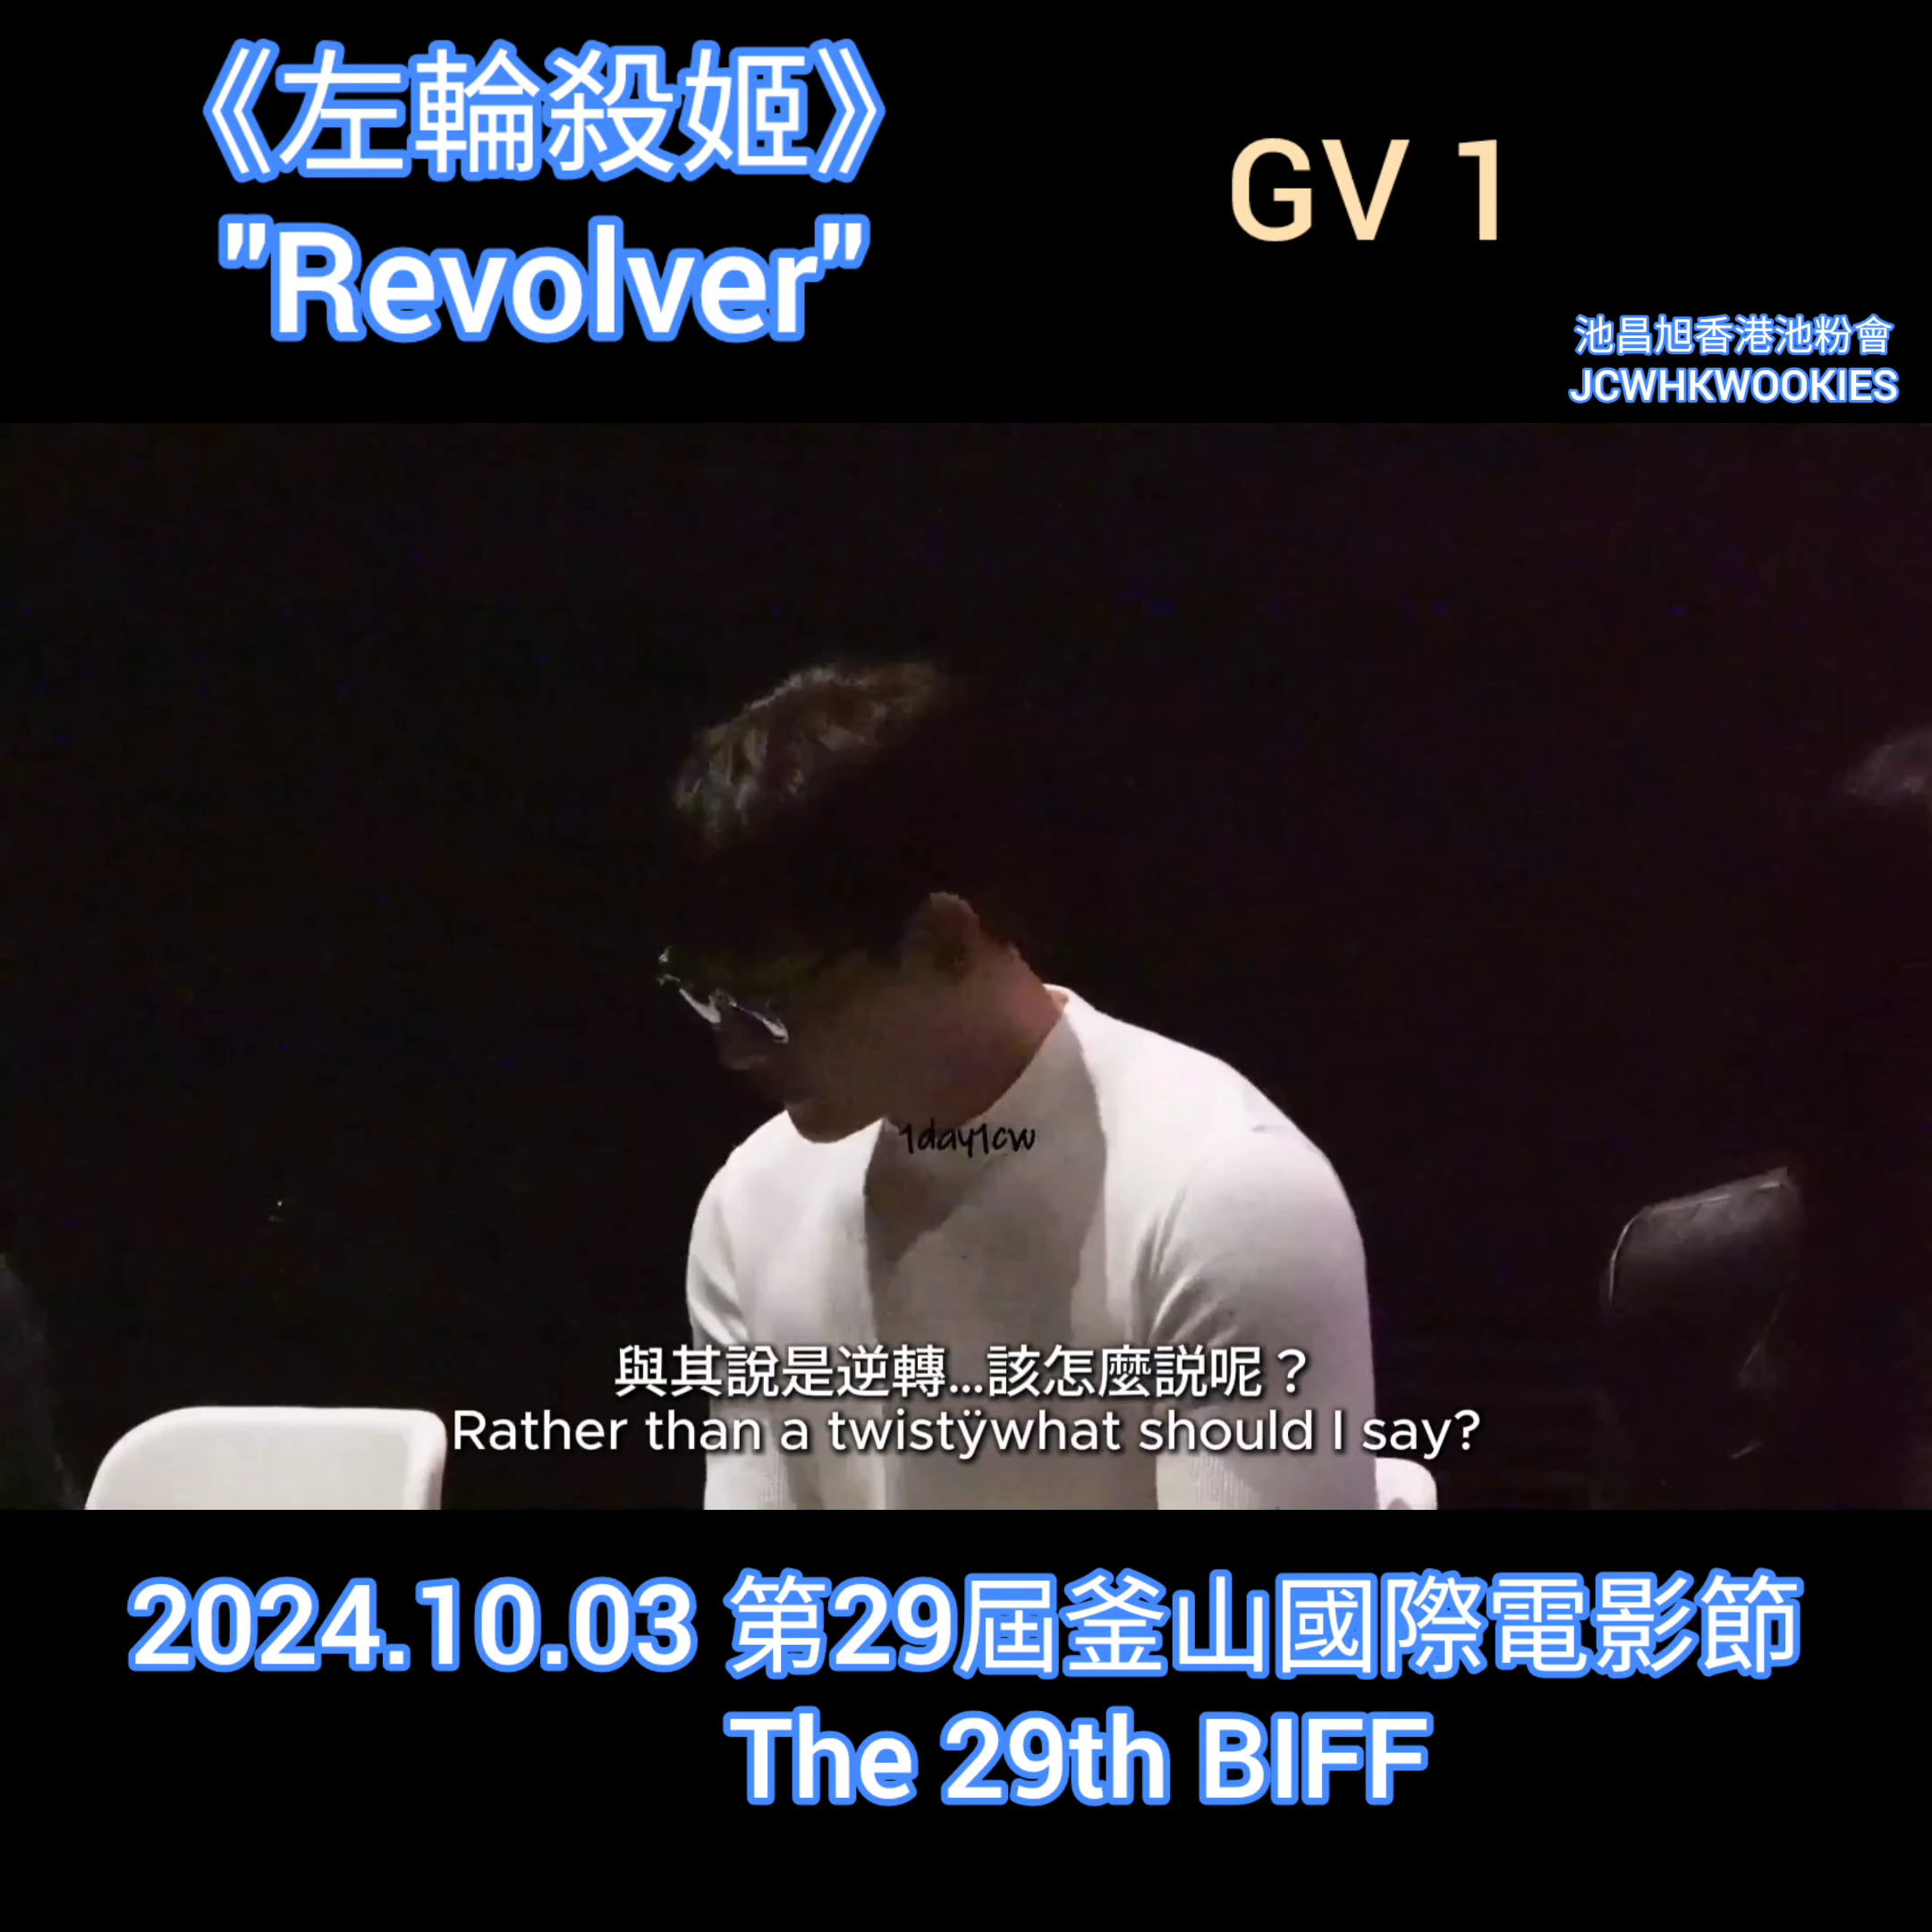 《左輪殺姬》
"Revolver"
GV 1
池昌旭香港池粉會
JCWHKWOOKIES
1day1cw
與其說是逆轉...該怎麼説呢？
Rather than a twistÿwhat should I say?
2024.10.03 第29屆釜山國際電影節
The 29th BIFF